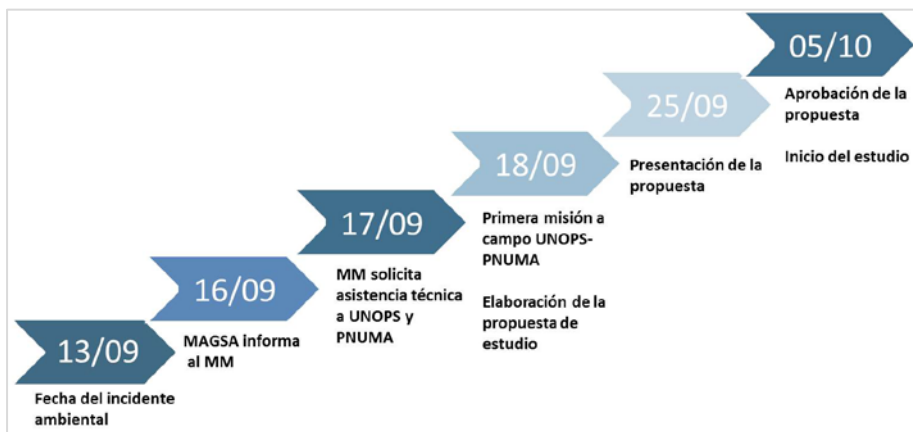 13/09
Fecha del incidente
ambiental
16/09
MAGSA informa
al MM
17/09
MM solicita
asistencia técnica
a UNOPS y
PNUMA
18/09
Primera misión a
campo UNOPS-
PNUMA
Elaboración de la
propuesta de
estudio
25/09
Presentación de la
propuesta
05/10
Aprobación de la
propuesta
Inicio del estudio